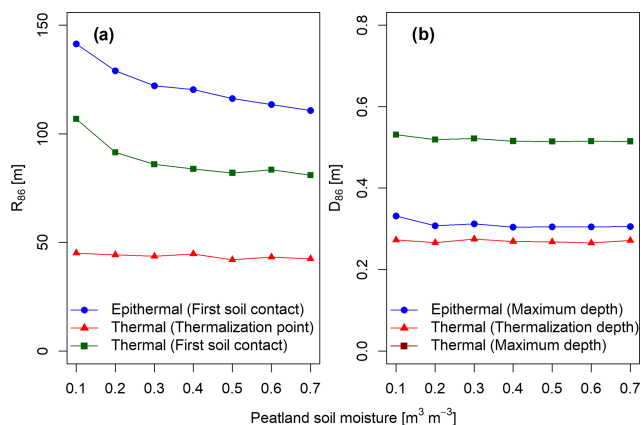 (a)
150
100
50
0
R86 [m]
Epithermal (First soil contact)
Thermal (Thermalization point)
Thermal (First soil contact)
0.1 0.2 0.3 0.4 0.5 0.6 0.7
(b)
0.8
0.6
0.4
0.2
0.0
D86 [m]
Epithermal (Maximum depth)
Thermal (Thermalization depth)
Thermal (Maximum depth)
0.1 0.2 0.3 0.4 0.5 0.6 0.7
Peatland soil moisture [m³ m⁻³]